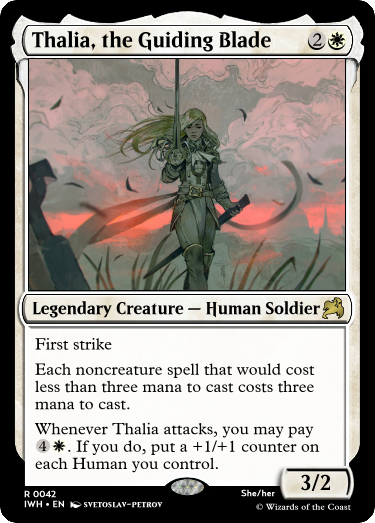 Thalia, the Guiding Blade 2
Legendary Creature — Human Soldier
First strike
Each noncreature spell that would cost
less than three mana to cast costs three
mana to cast.
Whenever Thalia attacks, you may pay
4 . If you do, put a +1/+1 counter on
each Human you control.
3/2
R 0042
IWH • EN SVETOSLAV-PETROV
She/her
© Wizards of the Coast